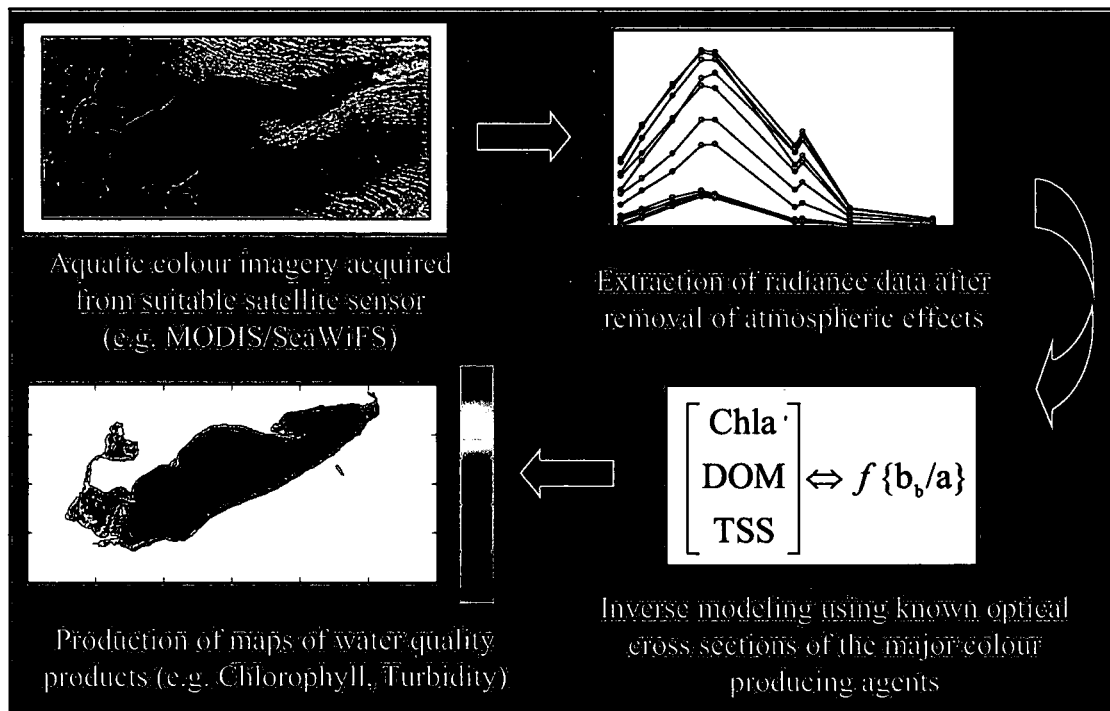 Aquatic colour imagery acquired
from suitable satellite sensor
(e.g. MODIS/SeaWiFS)
Extraction of radiance data after
removal of atmospheric effects
Chla
DOM
TSS
⇔ f {b_b/a}
Inverse modeling using known optical
cross sections of the major colour
producing agents
Production of maps of water quality
products (e.g. Chlorophyll, Turbidity)